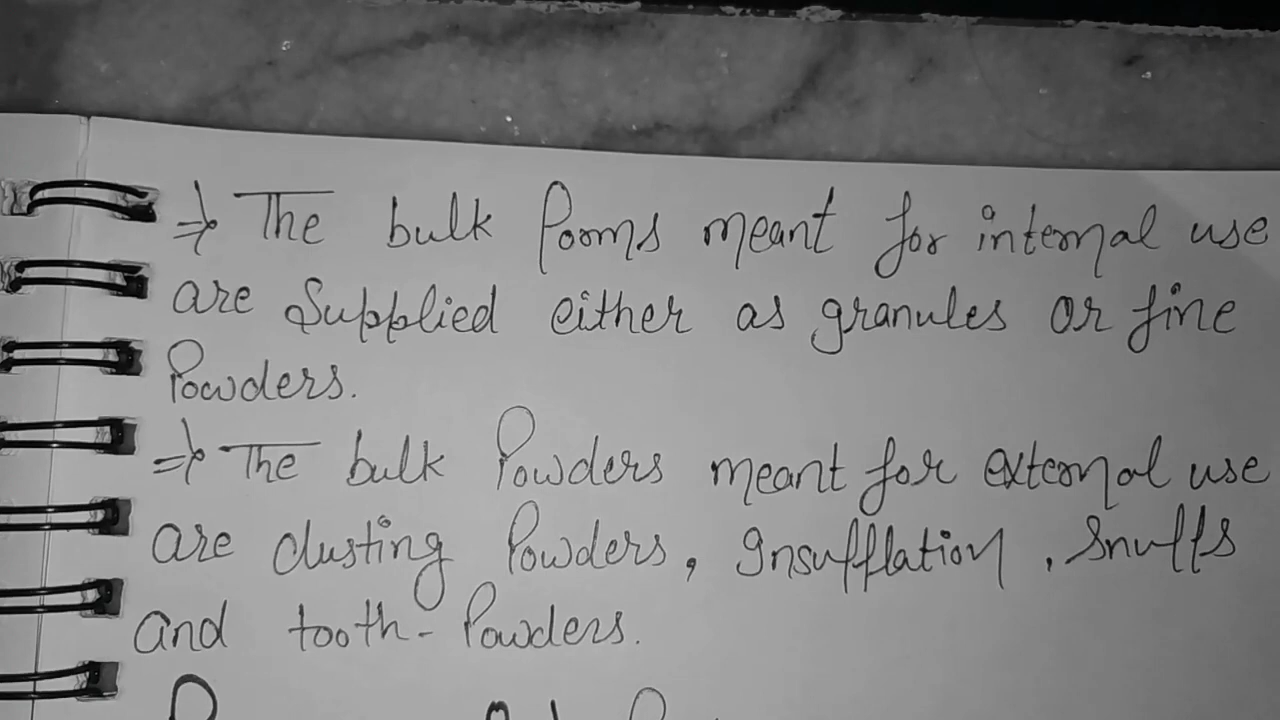 ⇒ The bulk Forms meant for internal use
are Supplied either as granules or fine
Powders.
⇒ The bulk Powders meant for external use
are dusting Powders, Insufflation, Snuffs
and tooth-Powders.